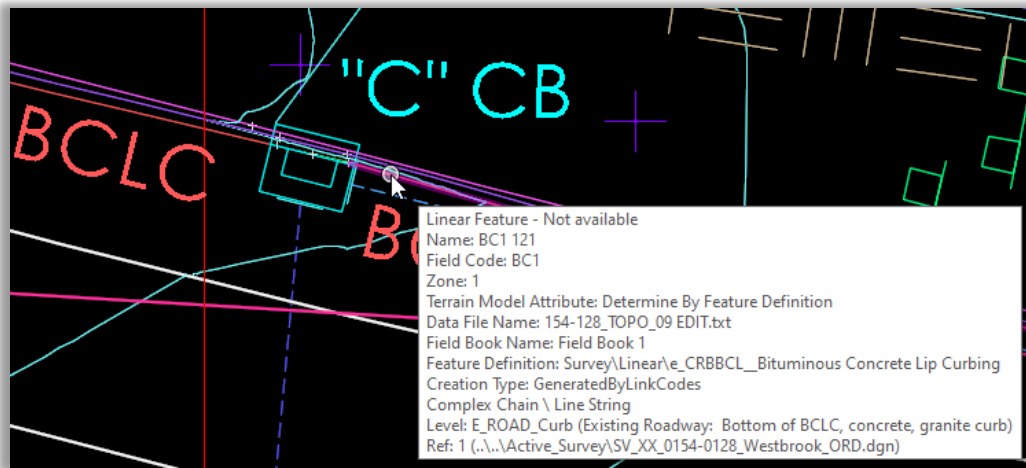 "C" CB
BCLC
Linear Feature - Not available
Name: BC1 121
Field Code: BC1
Zone: 1
Terrain Model Attribute: Determine By Feature Definition
Data File Name: 154-128_TOPO_09 EDIT.txt
Field Book Name: Field Book 1
Feature Definition: Survey\Linear\e_CRBBCL__Bituminous Concrete Lip Curbing
Creation Type: GeneratedByLinkCodes
Complex Chain \ Line String
Level: E_ROAD_Curb (Existing Roadway:  Bottom of BCLC, concrete, granite curb)
Ref: 1 (..\..\Active_Survey\SV_XX_0154-0128_Westbrook_ORD.dgn)